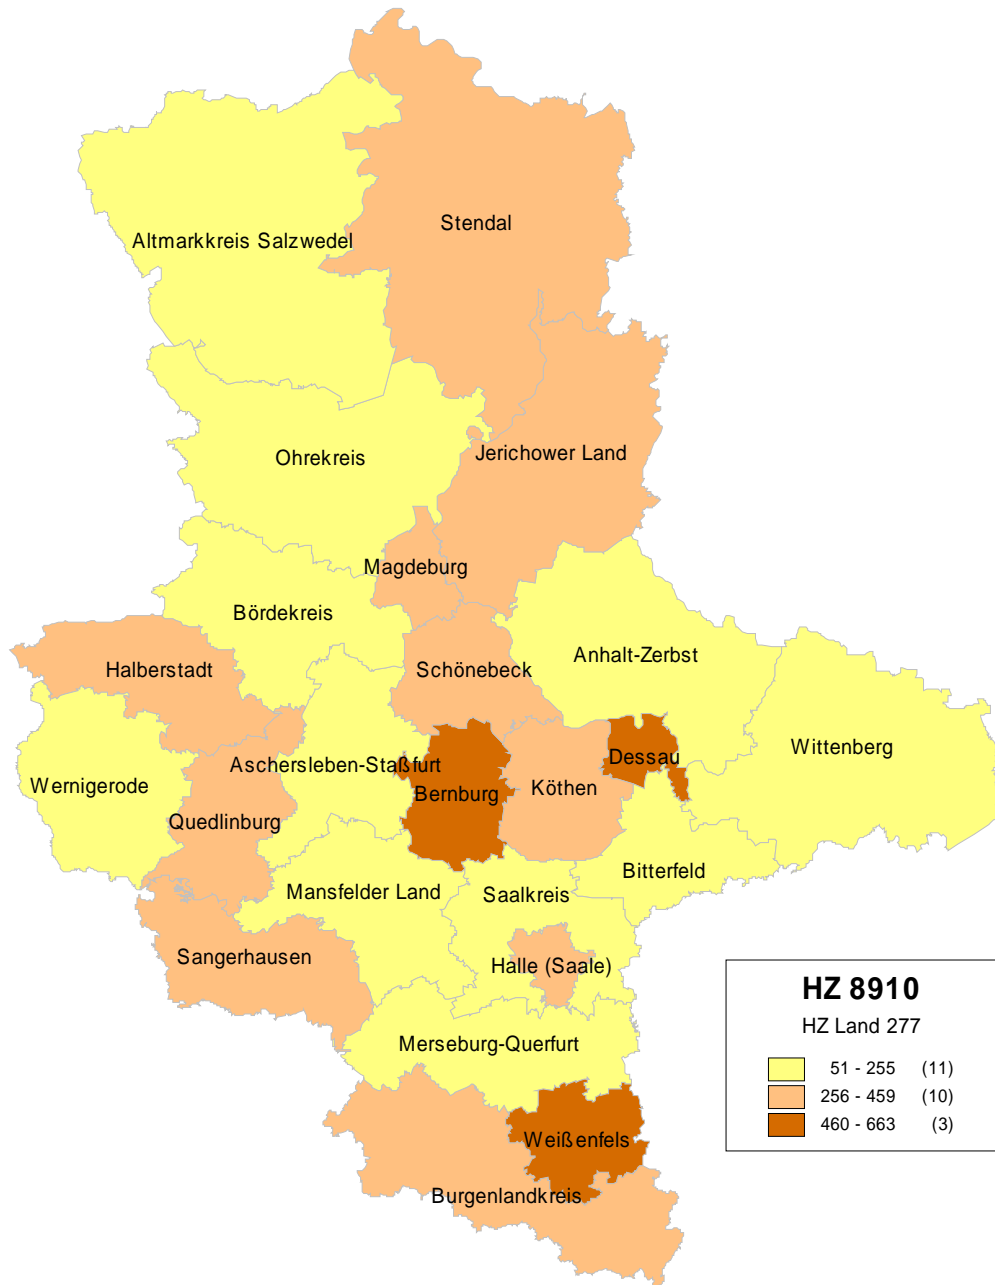 Stendal
Altmarkkreis Salzwedel
Jerichower Land
Ohrekreis
Magdeburg
Bördekreis
Anhalt-Zerbst
Halberstadt
Schönebeck
Wittenberg
Dessau
Aschersleben-Staßfurt
Wernigerode
Köthen
Bernburg
Quedlinburg
Bitterfeld
Mansfelder Land
Saalkreis
Sangerhausen
Halle (Saale)
Merseburg-Querfurt
Weißenfels
Burgenlandkreis
HZ 8910
HZ Land 277
51 - 255 (11)
256 - 459 (10)
460 - 663 (3)